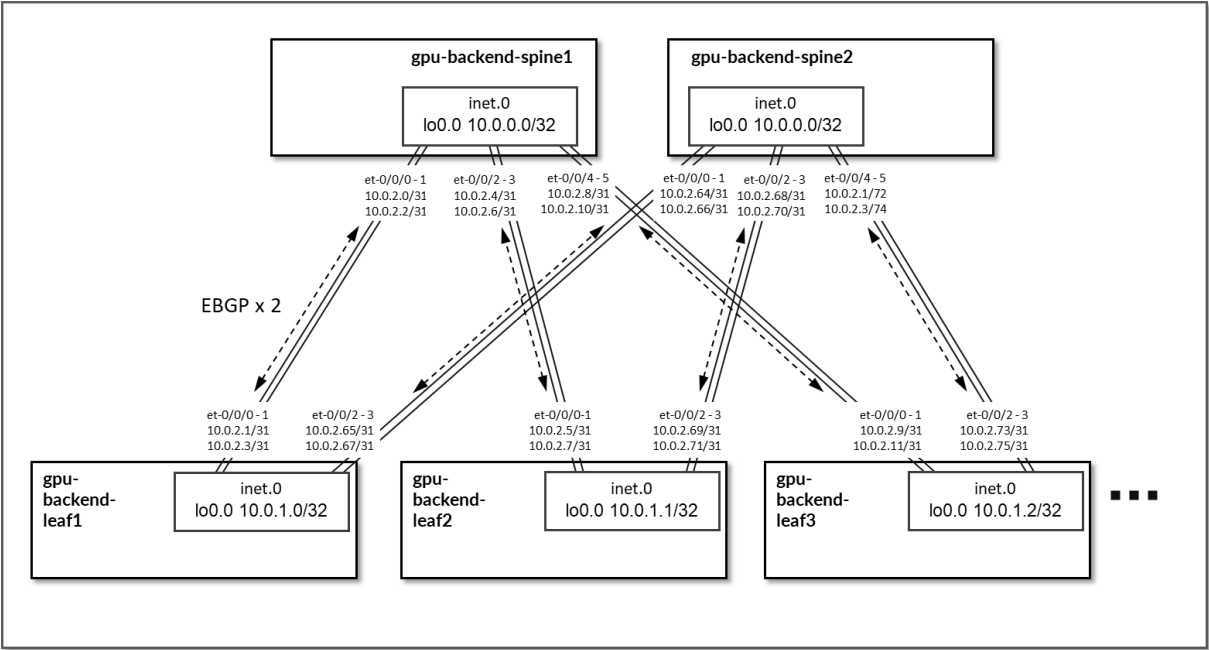 gpu-backend-spine1
inet.0
lo0.0 10.0.0.0/32
gpu-backend-spine2
inet.0
lo0.0 10.0.0.0/32
et-0/0/0 - 1
10.0.2.0/31
10.0.2.2/31
et-0/0/2 - 3
10.0.2.4/31
10.0.2.6/31
et-0/0/4 - 5
10.0.2.8/31
10.0.2.10/31
et-0/0/0 - 1
10.0.2.64/31
10.0.2.66/31
et-0/0/2 - 3
10.0.2.68/31
10.0.2.70/31
et-0/0/4 - 5
10.0.2.1/72
10.0.2.3/74
EBGP x 2
et-0/0/0 - 1
10.0.2.1/31
10.0.2.3/31
et-0/0/2 - 3
10.0.2.65/31
10.0.2.67/31
et-0/0/0-1
10.0.2.5/31
10.0.2.7/31
et-0/0/2 - 3
10.0.2.69/31
10.0.2.71/31
et-0/0/0 - 1
10.0.2.9/31
10.0.2.11/31
et-0/0/2 - 3
10.0.2.73/31
10.0.2.75/31
gpu-
backend-
leaf1
inet.0
lo0.0 10.0.1.0/32
gpu-
backend-
leaf2
inet.0
lo0.0 10.0.1.1/32
gpu-
backend-
leaf3
inet.0
lo0.0 10.0.1.2/32